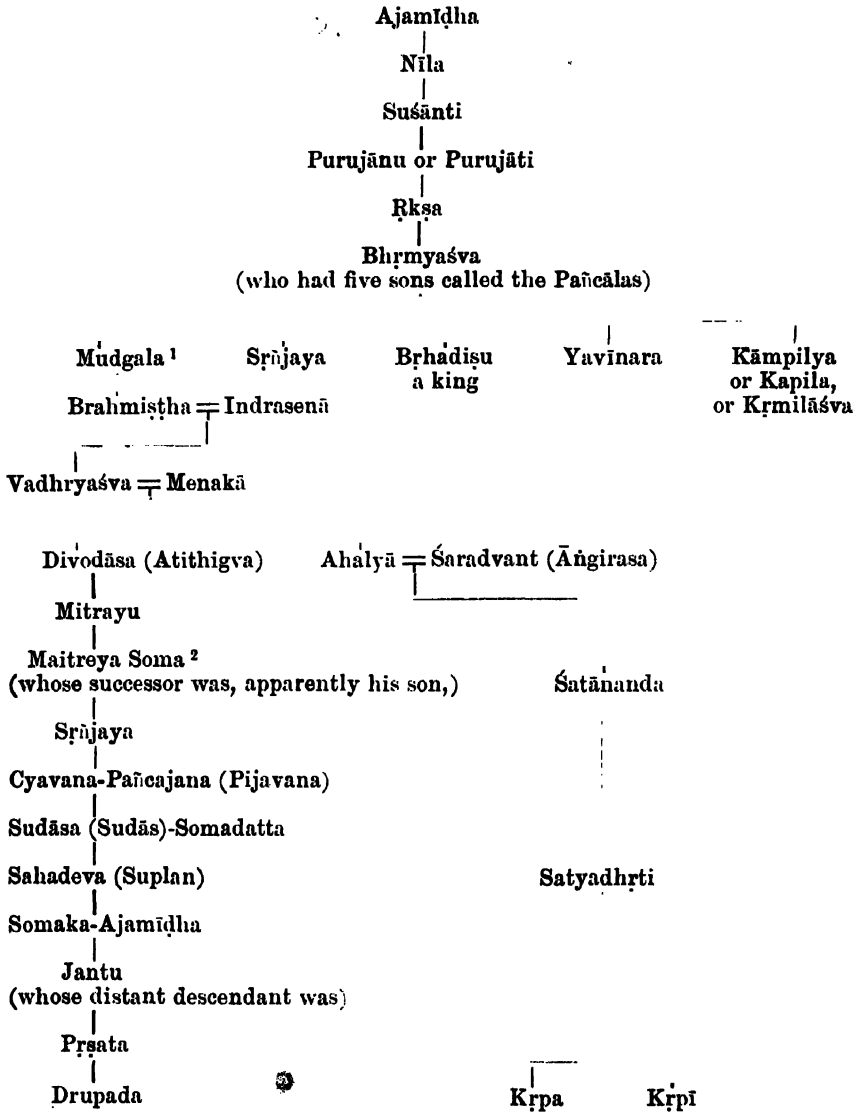 Ajamīḍha
Nīla
Suśānti
Purujānu or Purujāti
Ṛkṣa
Bhṛmyaśva
(who had five sons called the Pañcālas)
Mudgala ¹ Sṛñjaya Bṛhadiṣu Yavīnara Kāmpilya
a king or Kapila,
Brahmiṣṭha = Indrasenā or Kṛmilāśva
Vadhryaśva = Menakā
Divodāsa (Atithigva) Ahalyā = Śaradvant (Āṅgirasa)
Mitrayu
Maitreya Soma ²
(whose successor was, apparently his son,) Śatānanda
Sṛñjaya
Cyavana-Pañcajana (Pijavana)
Sudāsa (Sudās)-Somadatta
Sahadeva (Suplan) Satyadhṛti
Somaka-Ajamīḍha
Jantu
(whose distant descendant was)
Pṛṣata
Drupada Kṛpa Kṛpī